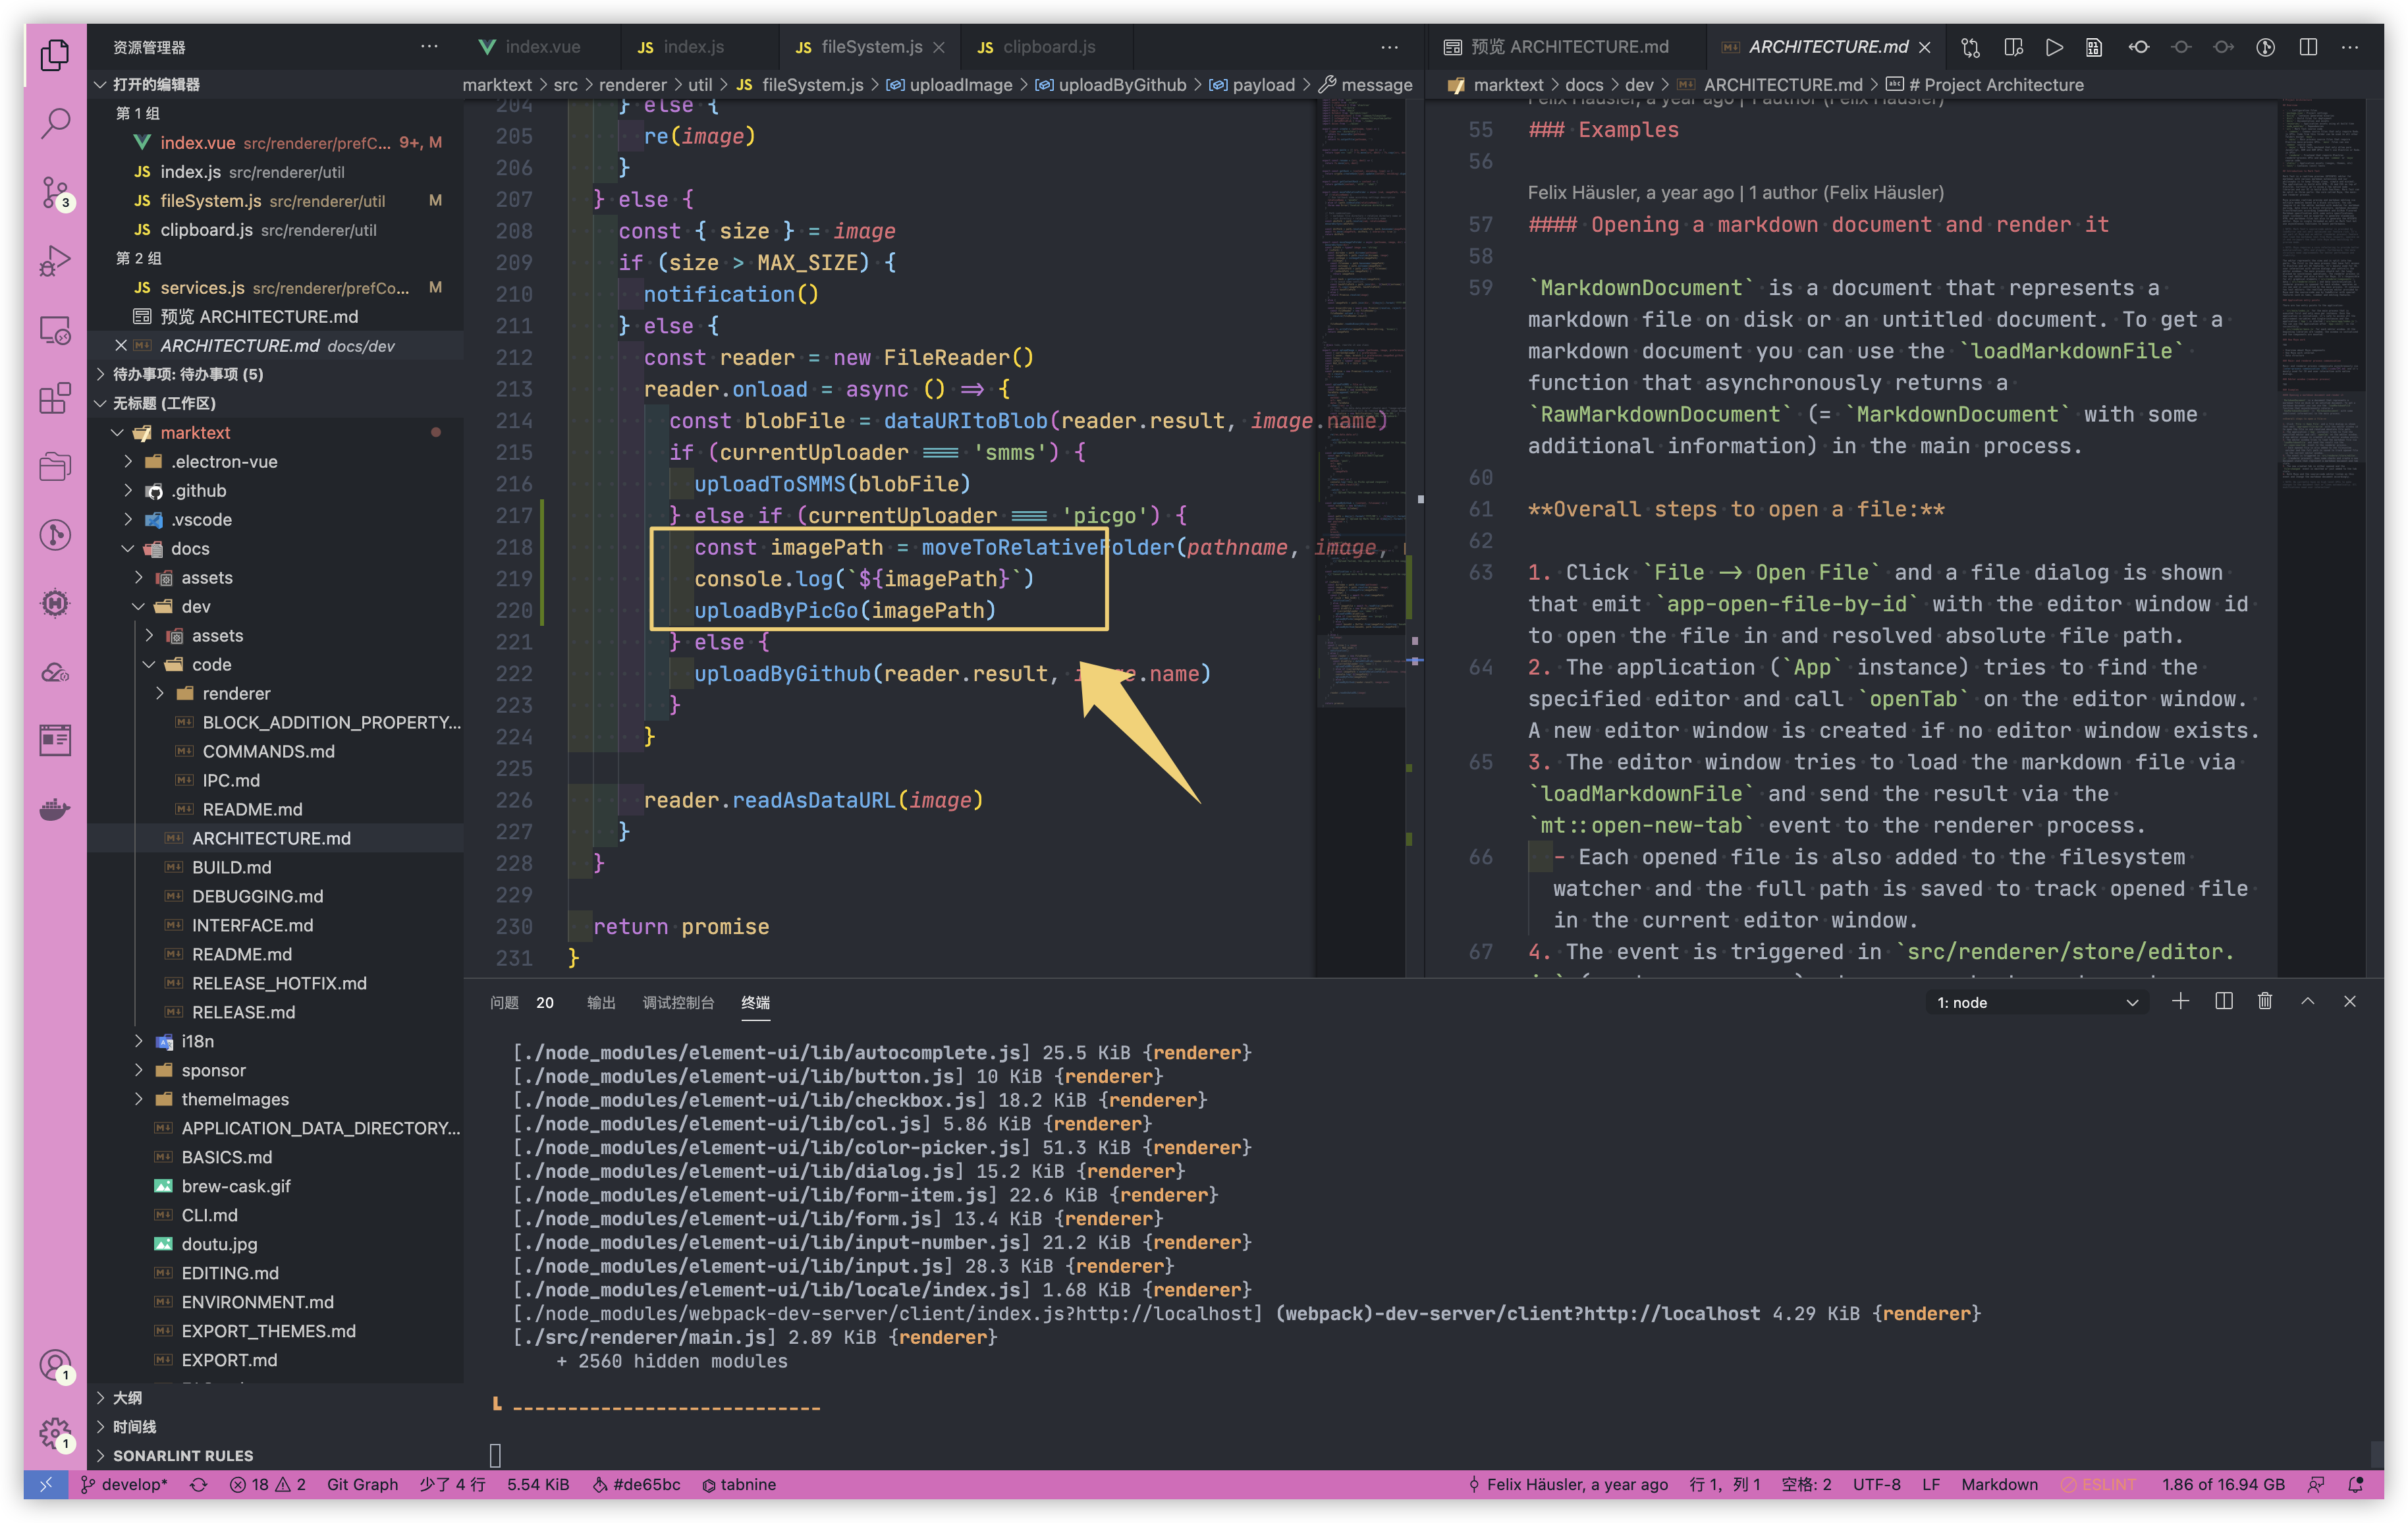 资源管理器
打开的编辑器
第 1 组
index.vue src/renderer/prefC... 9+, M
index.js src/renderer/util
fileSystem.js src/renderer/util M
clipboard.js src/renderer/util
第 2 组
services.js src/renderer/prefCo... M
预览 ARCHITECTURE.md
ARCHITECTURE.md docs/dev
待办事项: 待办事项 (5)
无标题 (工作区)
marktext
.electron-vue
.github
.vscode
docs
assets
dev
assets
code
renderer
BLOCK_ADDITION_PROPERTY...
COMMANDS.md
IPC.md
README.md
ARCHITECTURE.md
BUILD.md
DEBUGGING.md
INTERFACE.md
README.md
RELEASE_HOTFIX.md
RELEASE.md
i18n
sponsor
themeImages
APPLICATION_DATA_DIRECTORY...
BASICS.md
brew-cask.gif
CLI.md
doutu.jpg
EDITING.md
ENVIRONMENT.md
EXPORT_THEMES.md
EXPORT.md
大纲
时间线
SONARLINT RULES
3
1
1
index.vue
JS index.js
JS fileSystem.js
JS clipboard.js
marktext > src > renderer > util > JS fileSystem.js > uploadImage > uploadByGithub > payload > message
204 } else {
205 re(image)
206 }
207 } else {
208 const { size } = image
209 if (size > MAX_SIZE) {
210 notification()
211 } else {
212 const reader = new FileReader()
213 reader.onload = async () => {
214 const blobFile = dataURItoBlob(reader.result, image.name)
215 if (currentUploader === 'smms') {
216 uploadToSMMS(blobFile)
217 } else if (currentUploader === 'picgo') {
218 const imagePath = moveToRelativeFolder(pathname, image,
219 console.log(`${imagePath}`)
220 uploadByPicGo(imagePath)
221 } else {
222 uploadByGithub(reader.result, image.name)
223 }
224 }
225
226 reader.readAsDataURL(image)
227 }
228 }
229
230 return promise
231 }
预览 ARCHITECTURE.md
ARCHITECTURE.md
marktext > docs > dev > ARCHITECTURE.md > # Project Architecture
Felix Häusler, a year ago | 1 author (Felix Häusler)
55 ### Examples
56
Felix Häusler, a year ago | 1 author (Felix Häusler)
57 #### Opening a markdown document and render it
58
59 `MarkdownDocument` is a document that represents a
markdown file on disk or an untitled document. To get a
markdown document you can use the `loadMarkdownFile`
function that asynchronously returns a
`RawMarkdownDocument` (= `MarkdownDocument` with some
additional information) in the main process.
60
61 **Overall steps to open a file:**
62
63 1. Click `File -> Open File` and a file dialog is shown
that emit `app-open-file-by-id` with the editor window id
to open the file in and resolved absolute file path.
64 2. The application (`App` instance) tries to find the
specified editor and call `openTab` on the editor window.
A new editor window is created if no editor window exists.
65 3. The editor window tries to load the markdown file via
`loadMarkdownFile` and send the result via the
`mt::open-new-tab` event to the renderer process.
66 - Each opened file is also added to the filesystem
watcher and the full path is saved to track opened file
in the current editor window.
67 4. The event is triggered in `src/renderer/store/editor.
问题 20 输出 调试控制台 终端
1: node
[./node_modules/element-ui/lib/autocomplete.js] 25.5 KiB {renderer}
[./node_modules/element-ui/lib/button.js] 10 KiB {renderer}
[./node_modules/element-ui/lib/checkbox.js] 18.2 KiB {renderer}
[./node_modules/element-ui/lib/col.js] 5.86 KiB {renderer}
[./node_modules/element-ui/lib/color-picker.js] 51.3 KiB {renderer}
[./node_modules/element-ui/lib/dialog.js] 15.2 KiB {renderer}
[./node_modules/element-ui/lib/form-item.js] 22.6 KiB {renderer}
[./node_modules/element-ui/lib/form.js] 13.4 KiB {renderer}
[./node_modules/element-ui/lib/input-number.js] 21.2 KiB {renderer}
[./node_modules/element-ui/lib/input.js] 28.3 KiB {renderer}
[./node_modules/element-ui/lib/locale/index.js] 1.68 KiB {renderer}
[./node_modules/webpack-dev-server/client/index.js?http://localhost] (webpack)-dev-server/client?http://localhost 4.29 KiB {renderer}
[./src/renderer/main.js] 2.89 KiB {renderer}
+ 2560 hidden modules
┗ ----------------------------
develop* 18 2 Git Graph 少了 4 行 5.54 KiB #de65bc tabnine
Felix Häusler, a year ago 行 1，列 1 空格: 2 UTF-8 LF Markdown ESLINT 1.86 of 16.94 GB